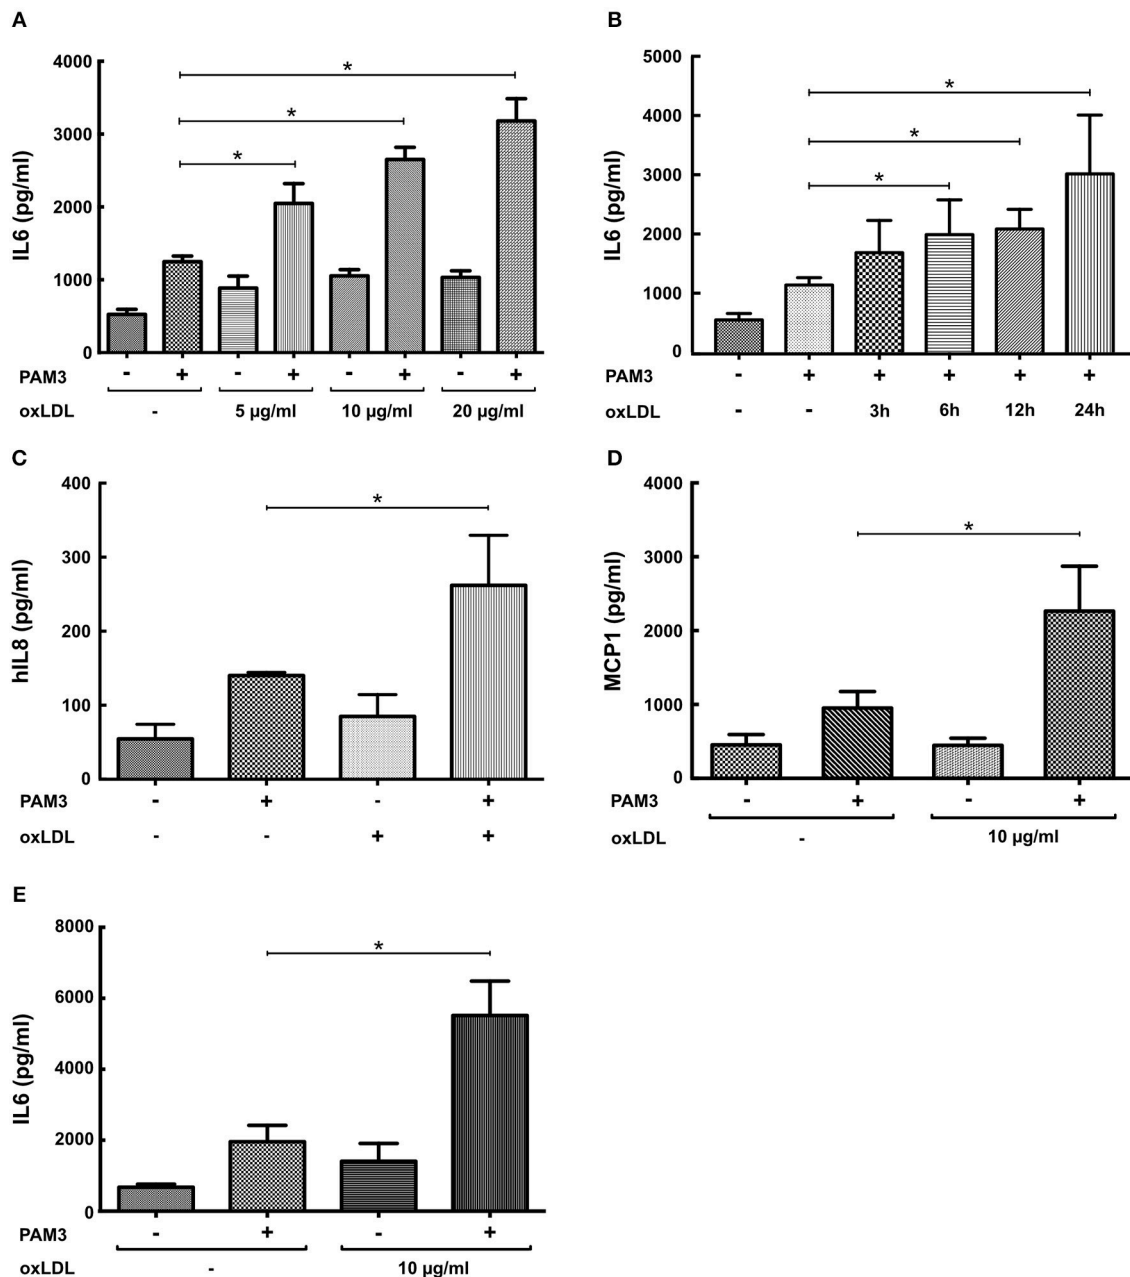 A
IL6 (pg/ml)
4000
3000
2000
1000
0
*
*
*
PAM3 - + - + - + - +
oxLDL - 5 µg/ml 10 µg/ml 20 µg/ml
B
IL6 (pg/ml)
5000
4000
3000
2000
1000
0
*
*
*
PAM3 - + + + + +
oxLDL - - 3h 6h 12h 24h
C
hIL8 (pg/ml)
400
300
200
100
0
*
PAM3 - + - +
oxLDL - - + +
D
MCP1 (pg/ml)
4000
3000
2000
1000
0
*
PAM3 - + - +
oxLDL - 10 µg/ml
E
IL6 (pg/ml)
8000
6000
4000
2000
0
*
PAM3 - + - +
oxLDL - 10 µg/ml